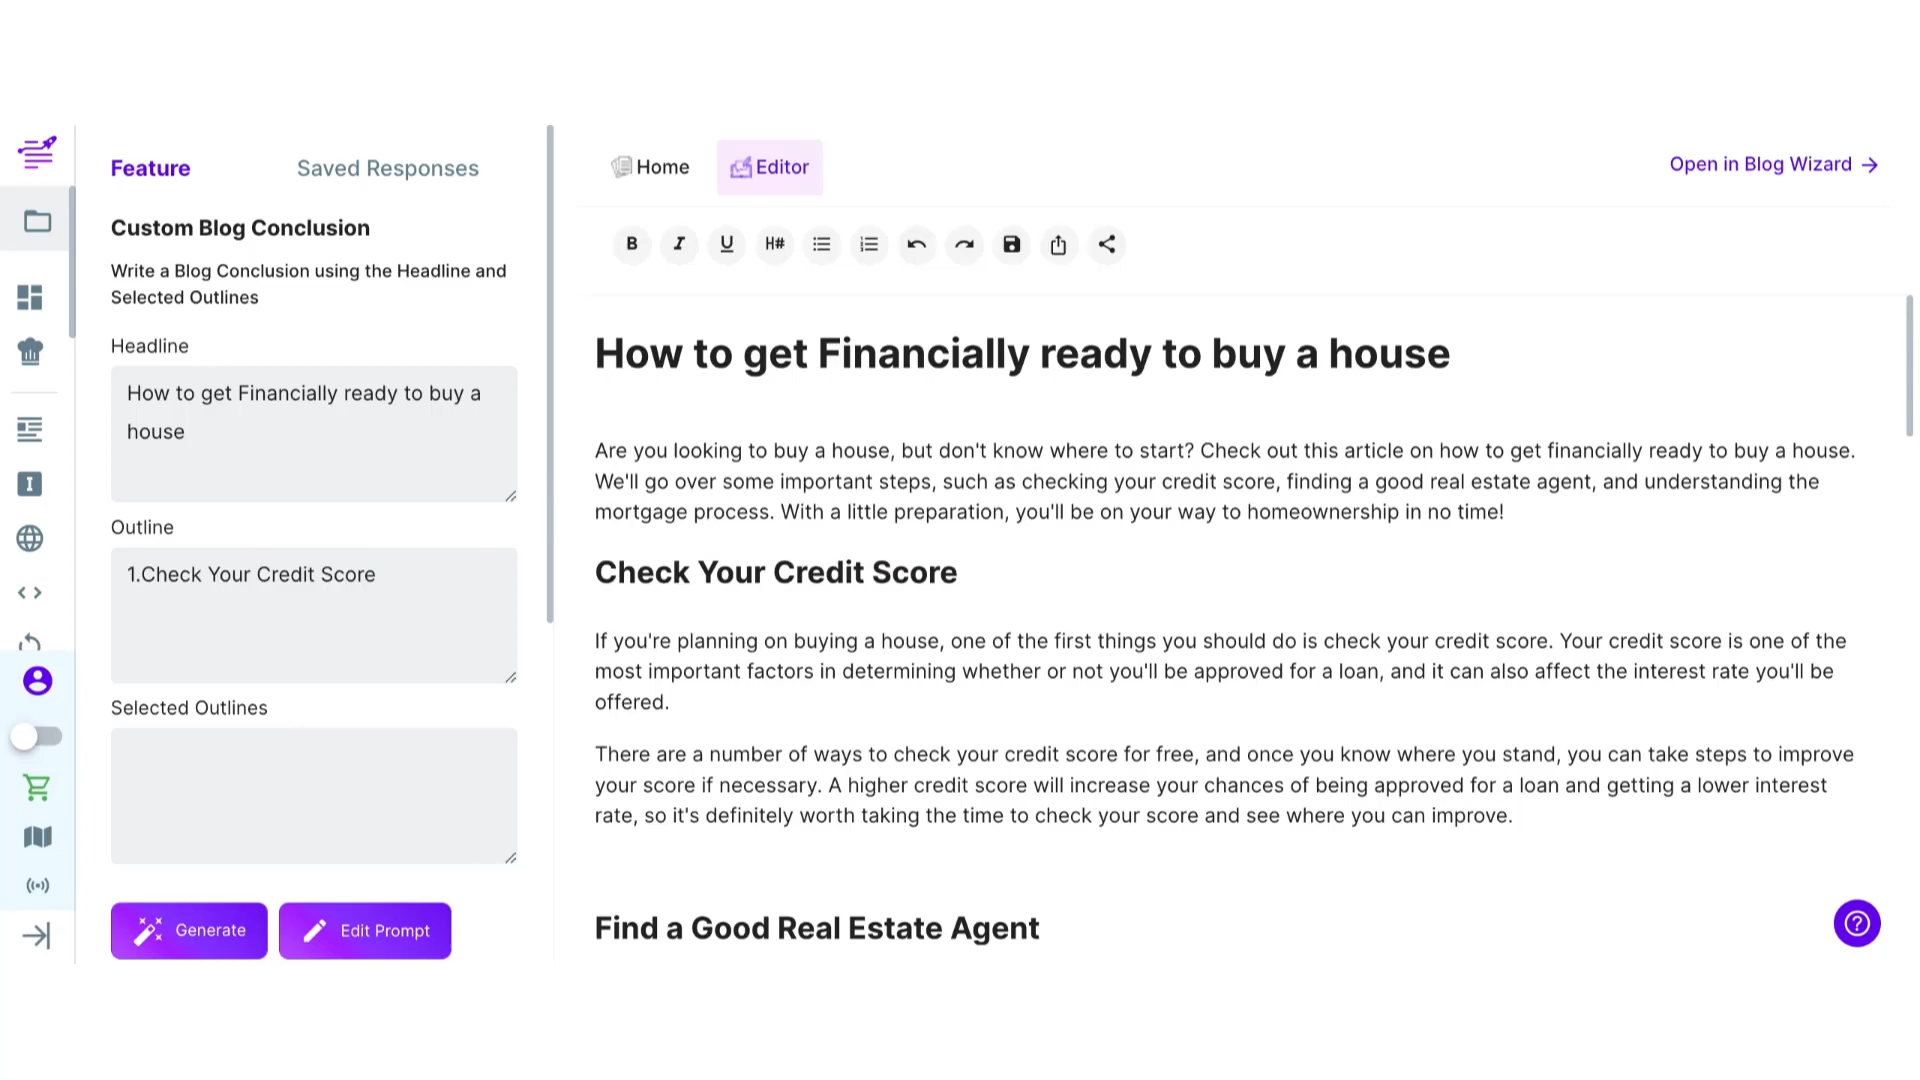 Feature
Saved Responses
Custom Blog Conclusion
Write a Blog Conclusion using the Headline and
Selected Outlines
Headline
How to get Financially ready to buy a
house
Outline
1.Check Your Credit Score
Selected Outlines
Generate
Edit Prompt
Home
Editor
Open in Blog Wizard
B I U H#
How to get Financially ready to buy a house
Are you looking to buy a house, but don't know where to start? Check out this article on how to get financially ready to buy a house.
We'll go over some important steps, such as checking your credit score, finding a good real estate agent, and understanding the
mortgage process. With a little preparation, you'll be on your way to homeownership in no time!
Check Your Credit Score
If you're planning on buying a house, one of the first things you should do is check your credit score. Your credit score is one of the
most important factors in determining whether or not you'll be approved for a loan, and it can also affect the interest rate you'll be
offered.
There are a number of ways to check your credit score for free, and once you know where you stand, you can take steps to improve
your score if necessary. A higher credit score will increase your chances of being approved for a loan and getting a lower interest
rate, so it's definitely worth taking the time to check your score and see where you can improve.
Find a Good Real Estate Agent